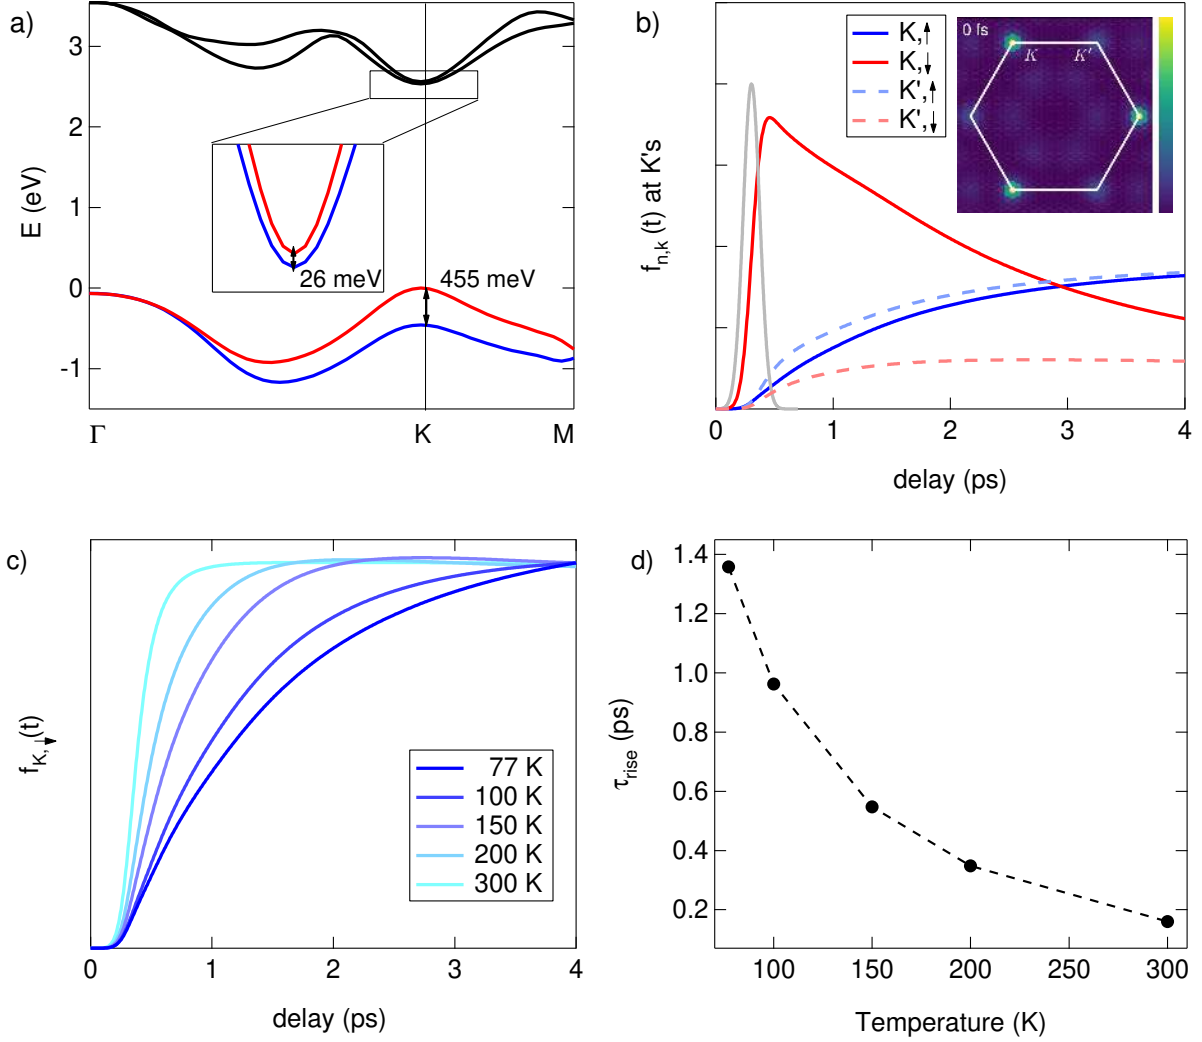 a)
E (eV)
3
2
1
0
-1
26 meV
455 meV
Γ
K
M
b)
f_{n,k} (t) at K's
K,↑
K,↓
K',↑
K',↓
0 fs
K
K'
0
1
2
3
4
delay (ps)
c)
f_{K,↓}(t)
77 K
100 K
150 K
200 K
300 K
0
1
2
3
4
delay (ps)
d)
τ_{rise} (ps)
1.4
1.2
1.0
0.8
0.6
0.4
0.2
100
150
200
250
300
Temperature (K)